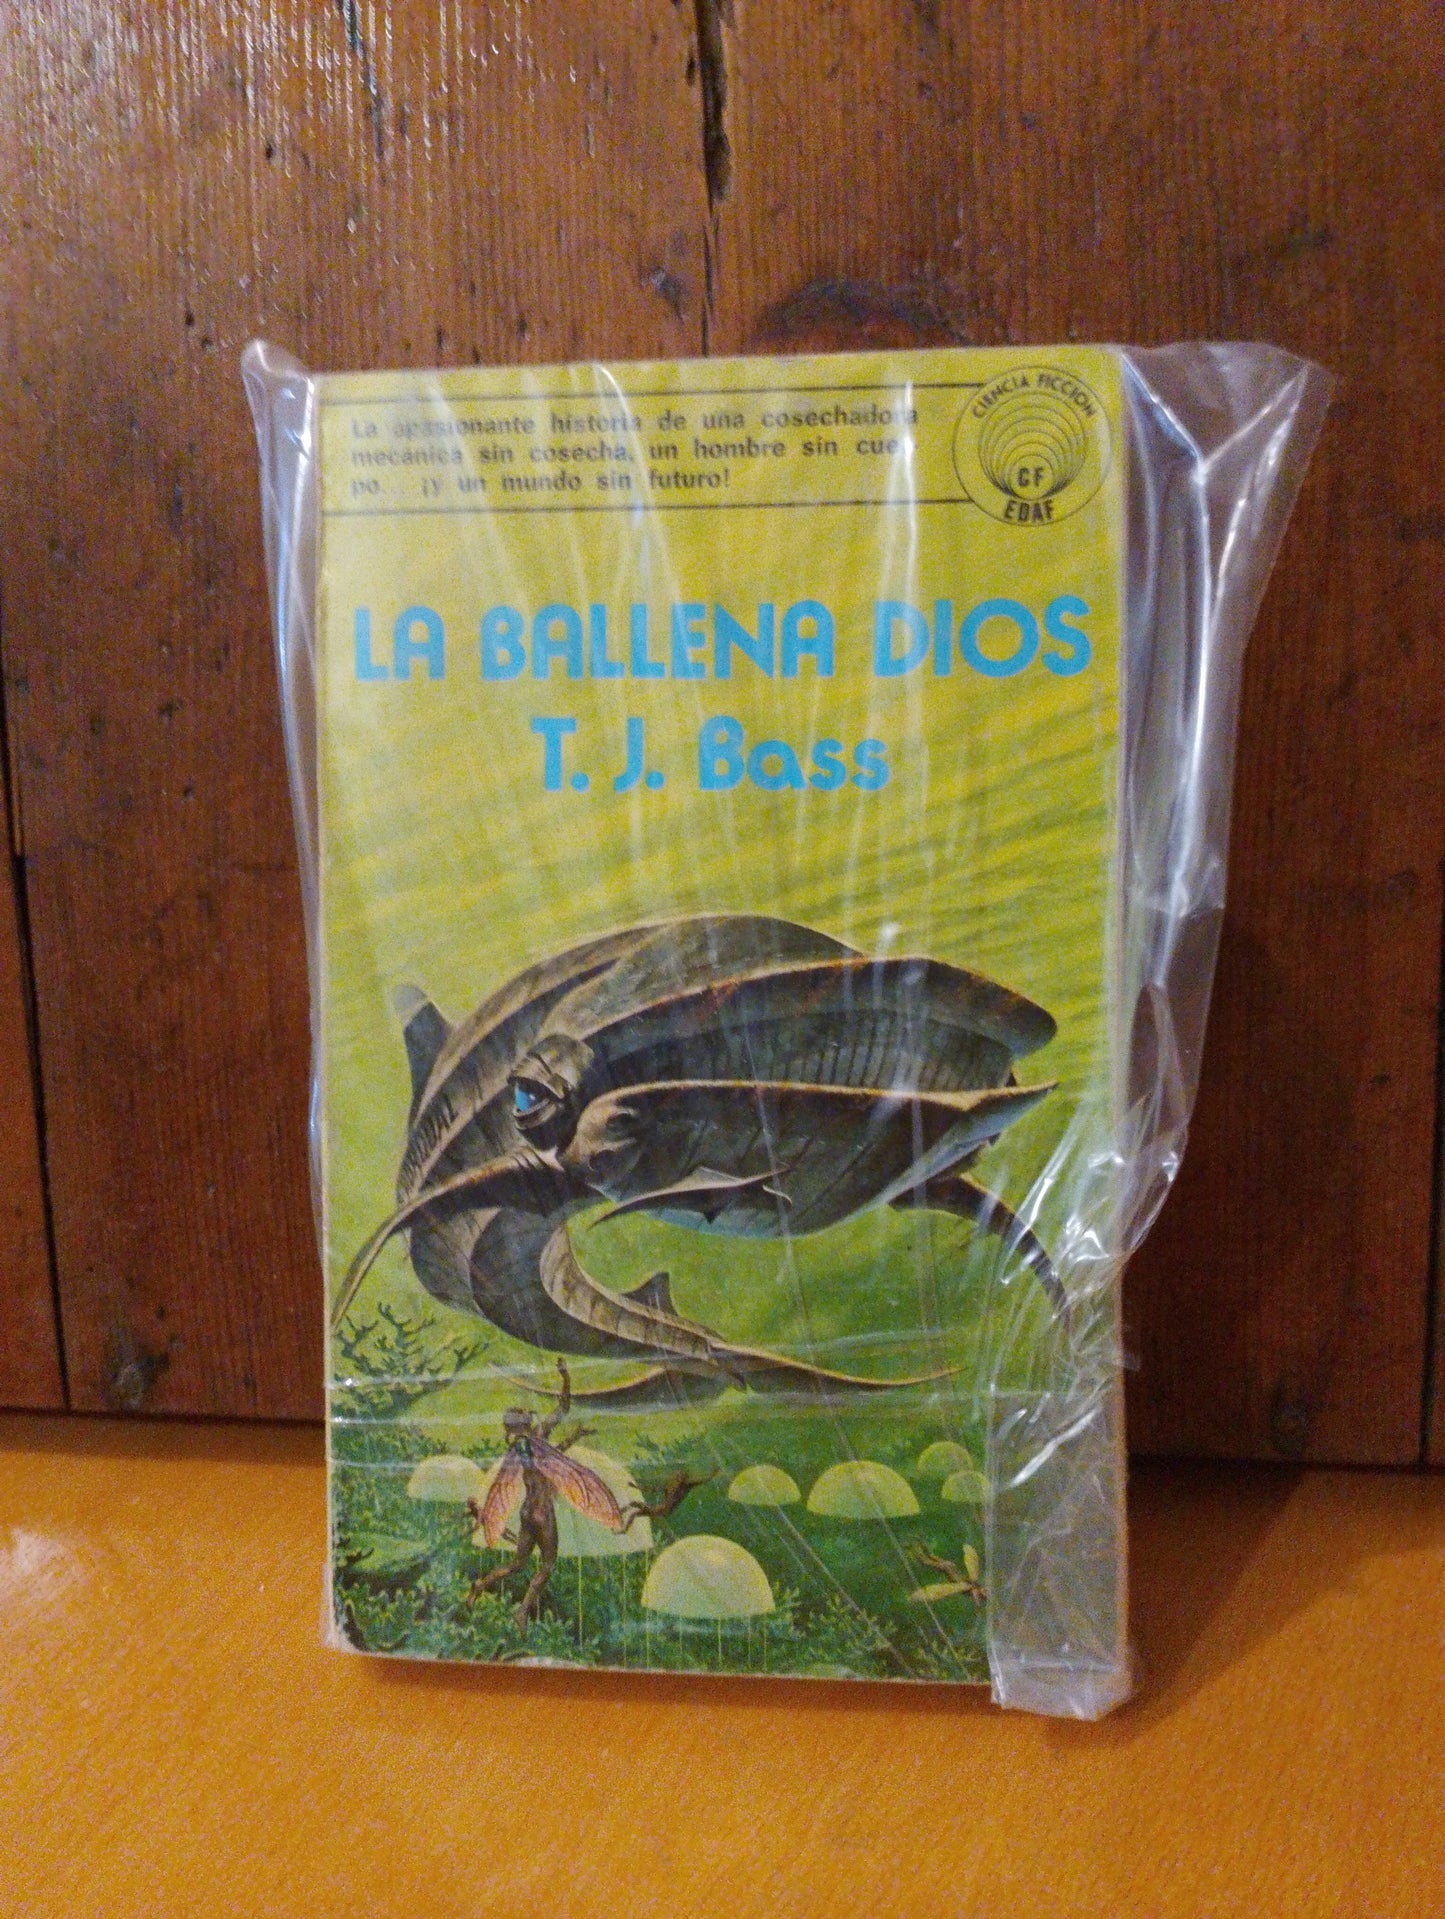 La apasionante historia de una cosechadora
mecánica sin cosecha, un hombre sin cuer-
po... ¡y un mundo sin futuro!
CIENCIA FICCION
CF
EDAF
LA BALLENA DIOS
T. J. Bass
RORQUAL